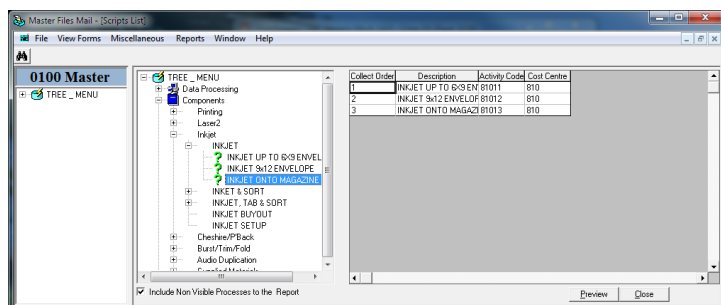 Master Files Mail - [Scripts List]
File View Forms Miscellaneous Reports Window Help
0100 Master
TREE _ MENU
TREE _ MENU
Data Processing
Components
Printing
Laser2
Inkjet
INKJET
INKJET UP TO 6X9 ENVEL
INKJET 9x12 ENVELOPE
INKJET ONTO MAGAZINE
INKET & SORT
INKJET, TAB & SORT
INKJET BUYOUT
INKJET SETUP
Cheshire/P'Back
Burst/Trim/Fold
Audio Duplication
Supplied Materials
Include Non Visible Processes to the Report
Collect Order Description Activity Code Cost Centre
1 INKJET UP TO 6X9 EN 81011 810
2 INKJET 9x12 ENVELOF 81012 810
3 INKJET ONTO MAGAZI 81013 810
Preview Close